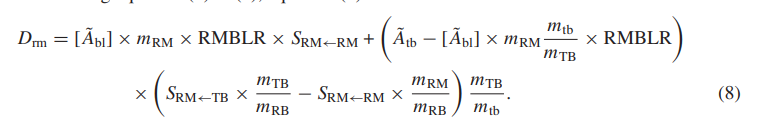 D_rm = [Ã_bl] × m_RM × RMBLR × S_RM←RM + ( Ã_tb − [Ã_bl] × m_RM m_tb/m_TB × RMBLR )
× ( S_RM←TB × m_TB/m_RB − S_RM←RM × m_RM/m_RB ) m_TB/m_tb. (8)